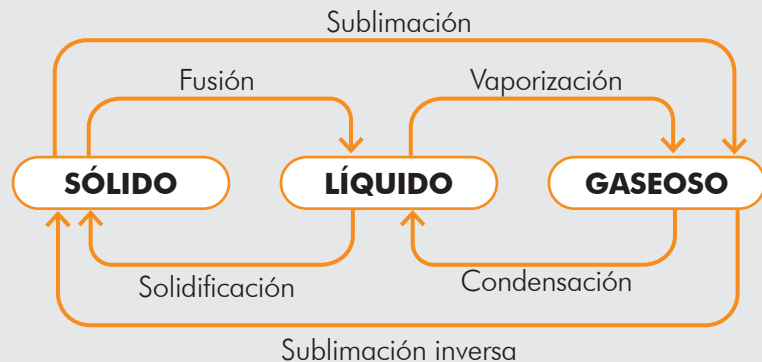 Sublimación
Fusión
Vaporización
SÓLIDO
LÍQUIDO
GASEOSO
Solidificación
Condensación
Sublimación inversa